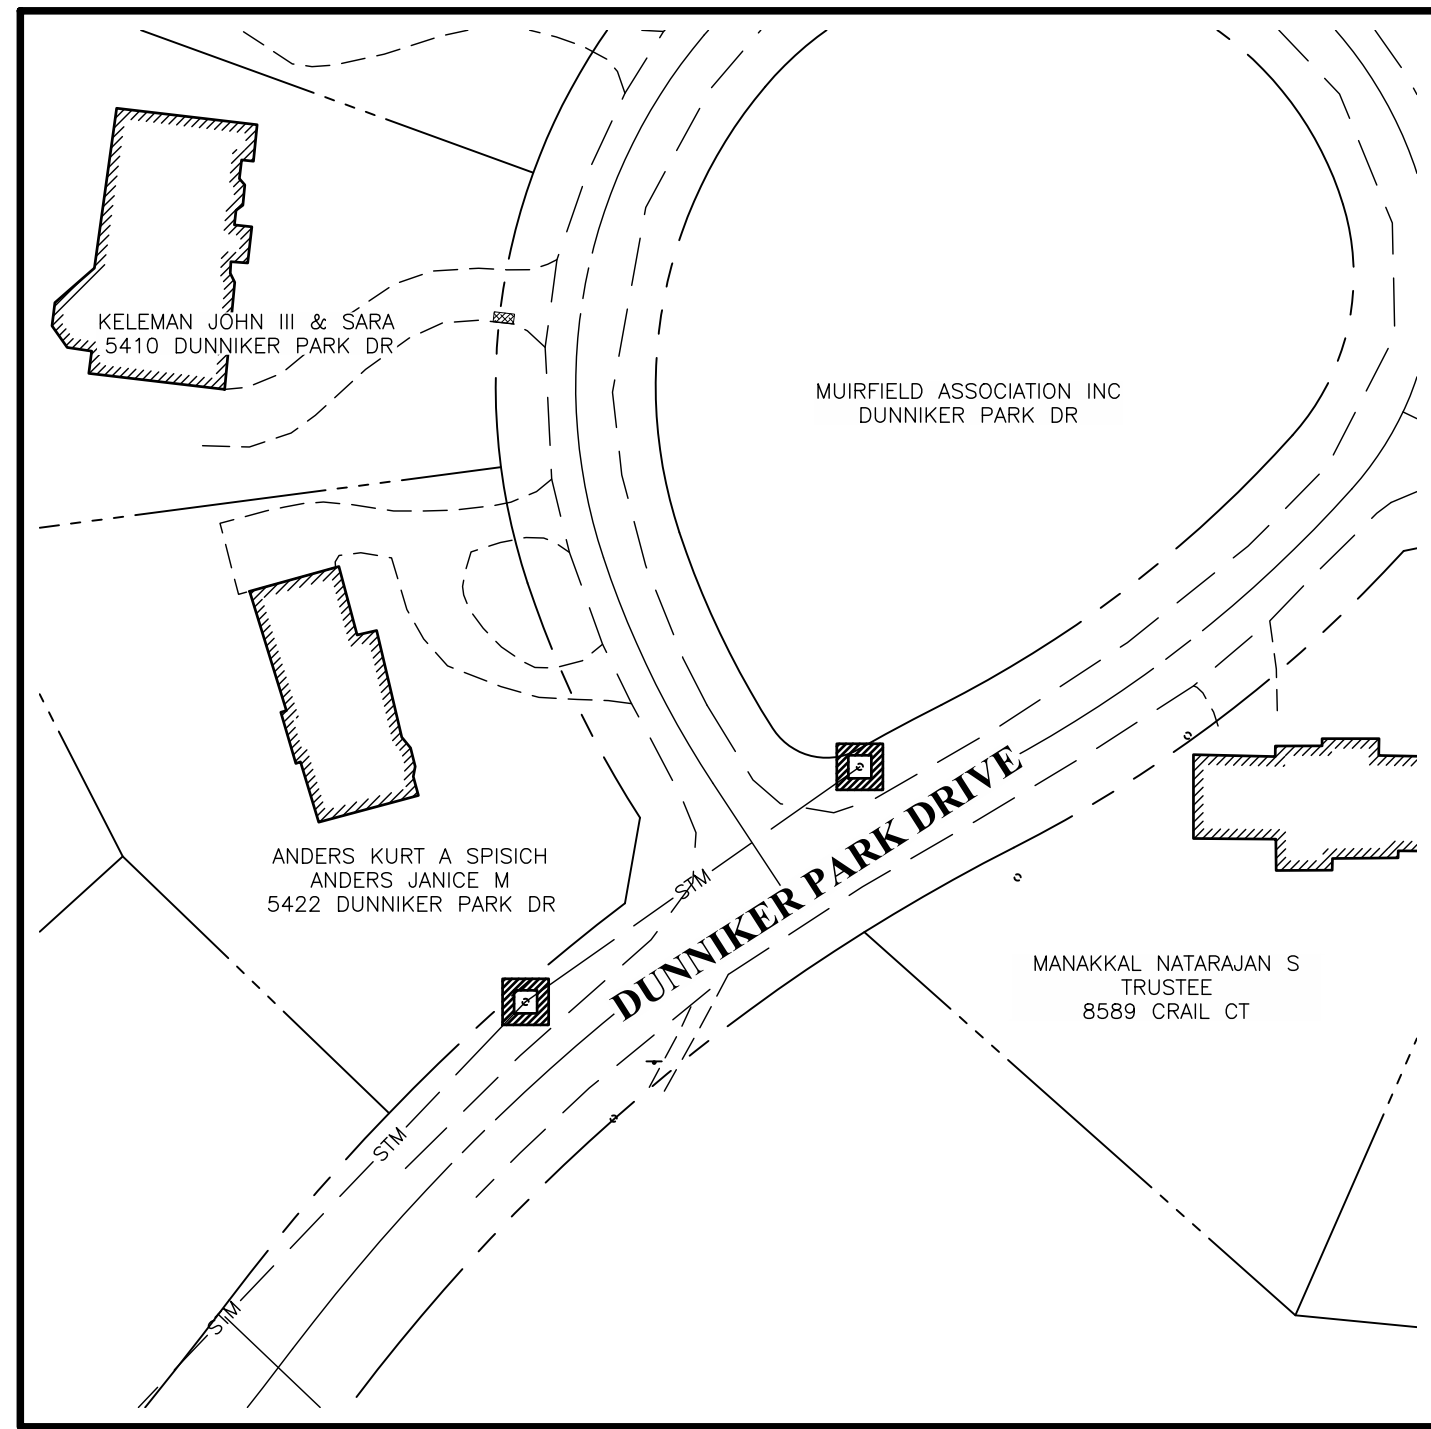 KELEMAN JOHN III & SARA
5410 DUNNIKER PARK DR
MUIRFIELD ASSOCIATION INC
DUNNIKER PARK DR
DUNNIKER PARK DRIVE
ANDERS KURT A SPISICH
ANDERS JANICE M
5422 DUNNIKER PARK DR
STM
MANAKKAL NATARAJAN S
TRUSTEE
8589 CRAIL CT
STM
STM